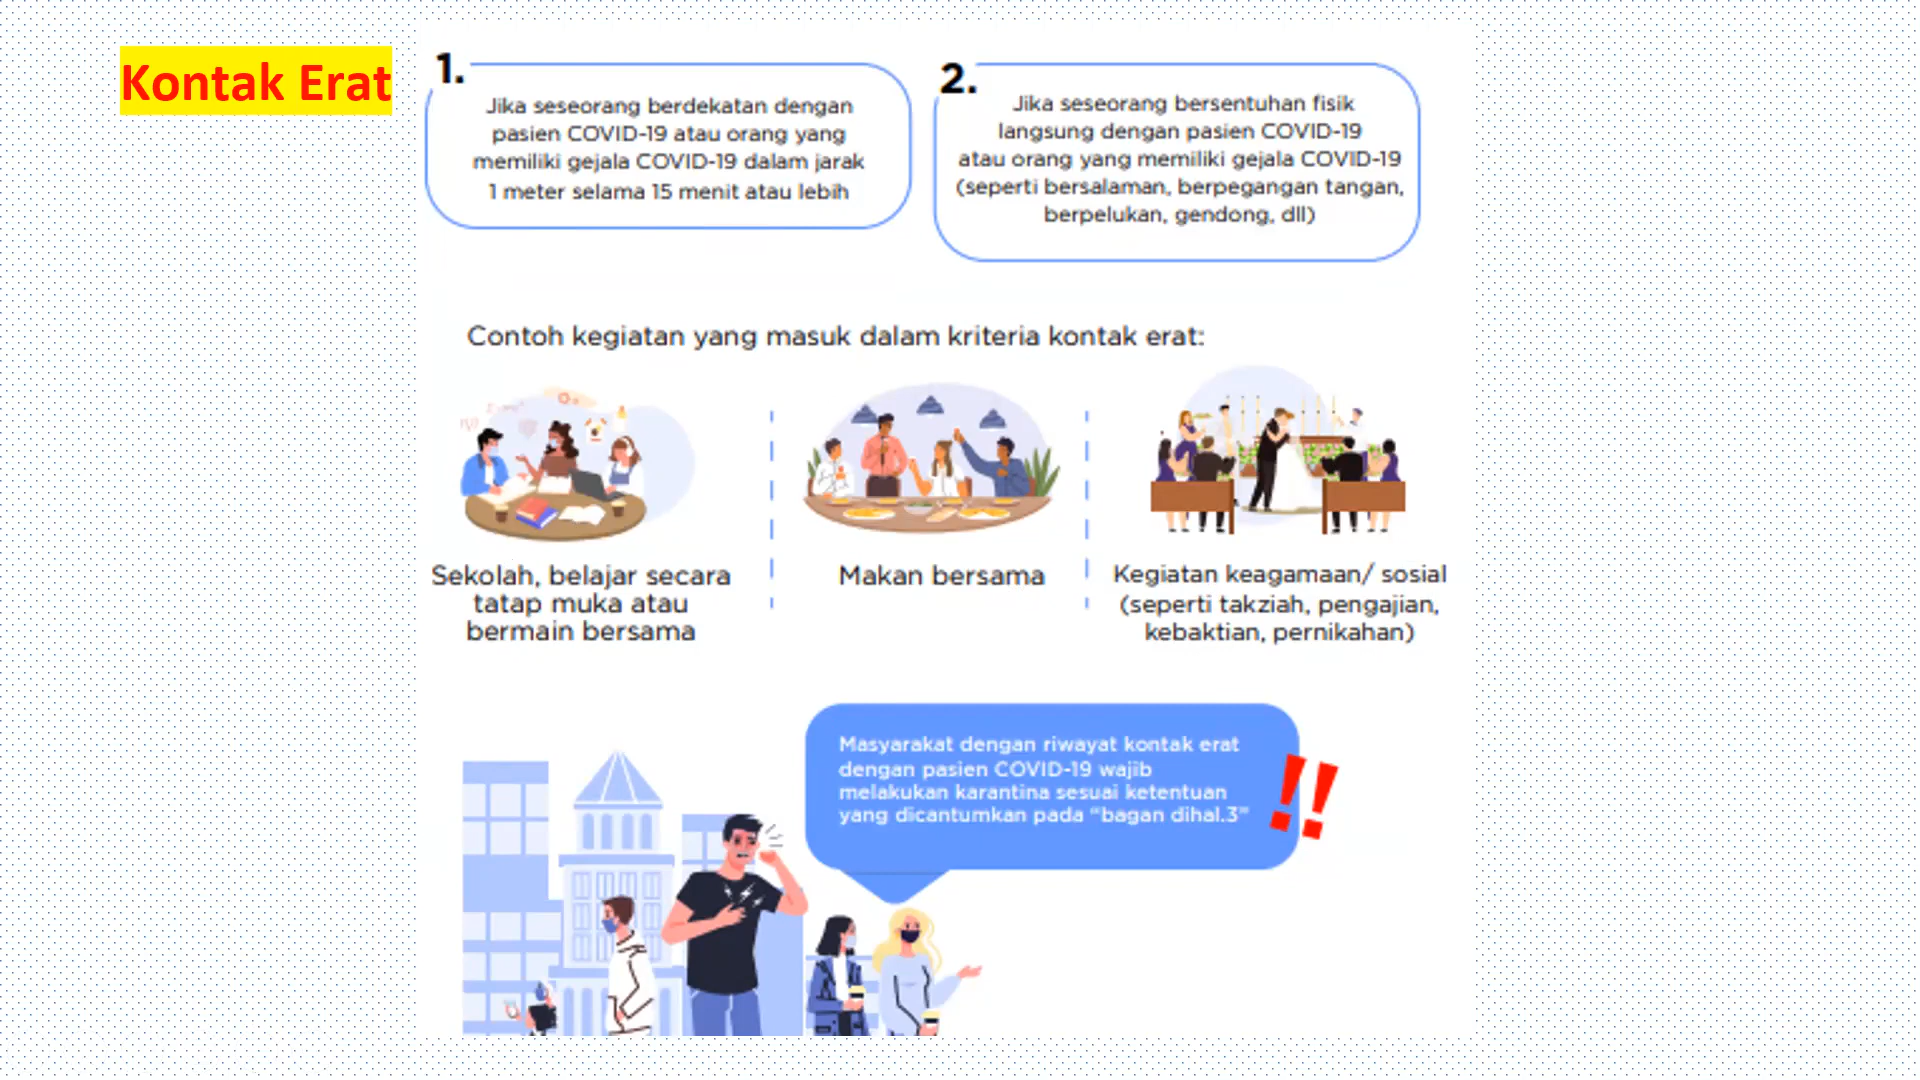 Kontak Erat
1.
Jika seseorang berdekatan dengan
pasien COVID-19 atau orang yang
memiliki gejala COVID-19 dalam jarak
1 meter selama 15 menit atau lebih
2.
Jika seseorang bersentuhan fisik
langsung dengan pasien COVID-19
atau orang yang memiliki gejala COVID-19
(seperti bersalaman, berpegangan tangan,
berpelukan, gendong, dll)
Contoh kegiatan yang masuk dalam kriteria kontak erat:
Sekolah, belajar secara
tatap muka atau
bermain bersama
Makan bersama
Kegiatan keagamaan/ sosial
(seperti takziah, pengajian,
kebaktian, pernikahan)
Masyarakat dengan riwayat kontak erat
dengan pasien COVID-19 wajib
melakukan karantina sesuai ketentuan
yang dicantumkan pada "bagan dihal.3"
!!